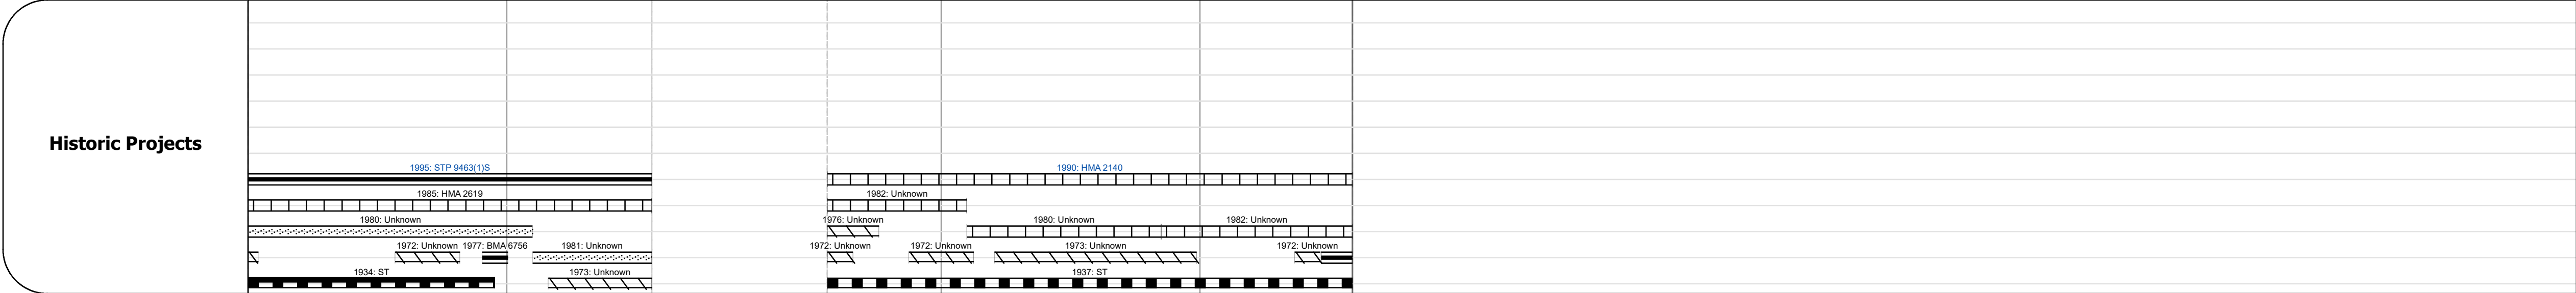 Historic Projects
1995: STP 9463(1)S
1990: HMA 2140
1985: HMA 2619
1982: Unknown
1980: Unknown
1976: Unknown
1980: Unknown
1982: Unknown
1972: Unknown
1977: BMA 6756
1981: Unknown
1972: Unknown
1972: Unknown
1973: Unknown
1972: Unknown
1934: ST
1973: Unknown
1937: ST